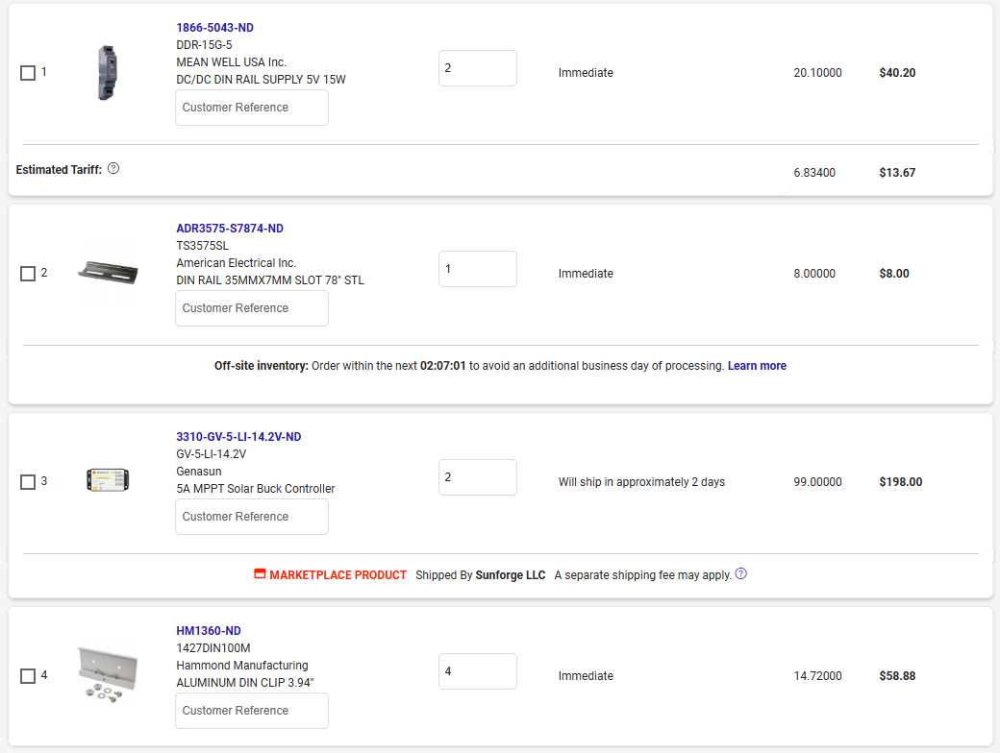 1
1866-5043-ND
DDR-15G-5
MEAN WELL USA Inc.
DC/DC DIN RAIL SUPPLY 5V 15W
Customer Reference
2
Immediate
20.10000
$40.20
Estimated Tariff: ?
6.83400
$13.67
2
ADR3575-S7874-ND
TS3575SL
American Electrical Inc.
DIN RAIL 35MMX7MM SLOT 78" STL
Customer Reference
1
Immediate
8.00000
$8.00
Off-site inventory: Order within the next 02:07:01 to avoid an additional business day of processing. Learn more
3
3310-GV-5-LI-14.2V-ND
GV-5-LI-14.2V
Genasun
5A MPPT Solar Buck Controller
Customer Reference
2
Will ship in approximately 2 days
99.00000
$198.00
MARKETPLACE PRODUCT Shipped By Sunforge LLC A separate shipping fee may apply. ?
4
HM1360-ND
1427DIN100M
Hammond Manufacturing
ALUMINUM DIN CLIP 3.94"
Customer Reference
4
Immediate
14.72000
$58.88